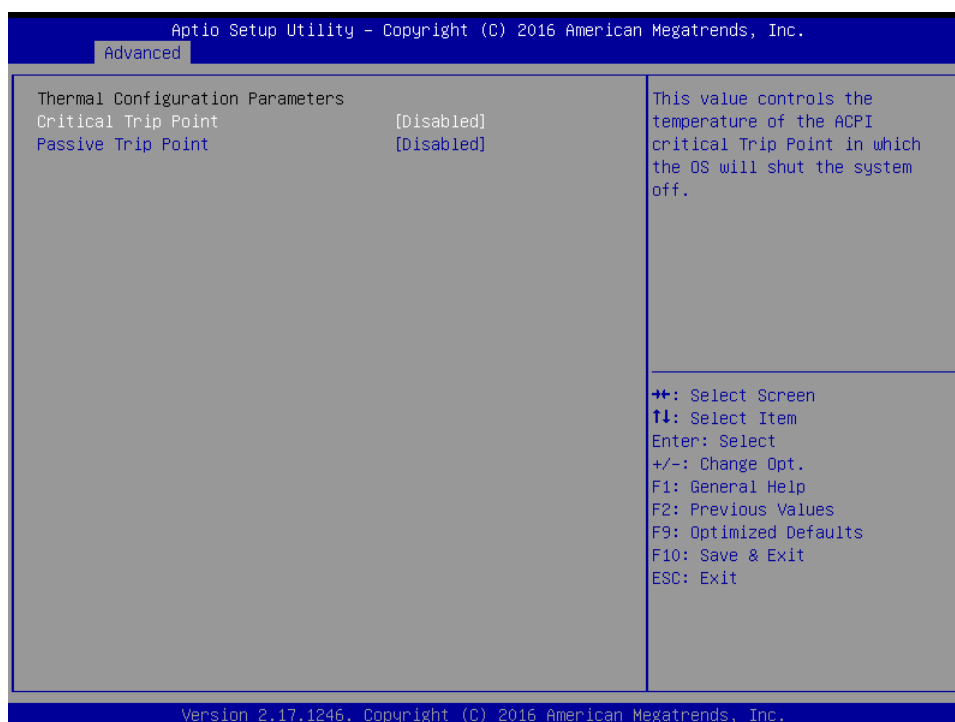 Aptio Setup Utility – Copyright (C) 2016 American Megatrends, Inc.
Advanced
Thermal Configuration Parameters
Critical Trip Point [Disabled]
Passive Trip Point [Disabled]
This value controls the
temperature of the ACPI
critical Trip Point in which
the OS will shut the system
off.
→←: Select Screen
↑↓: Select Item
Enter: Select
+/-: Change Opt.
F1: General Help
F2: Previous Values
F9: Optimized Defaults
F10: Save & Exit
ESC: Exit
Version 2.17.1246. Copyright (C) 2016 American Megatrends, Inc.